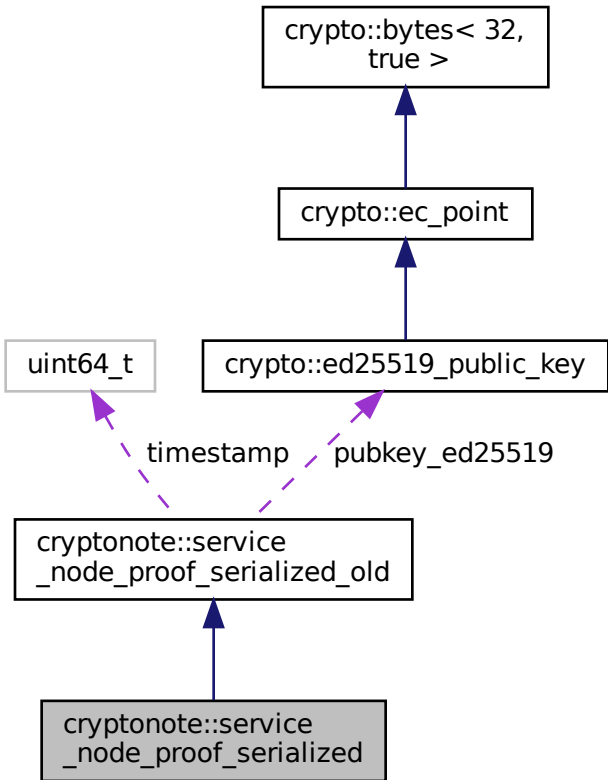 crypto::bytes< 32,
true >
crypto::ec_point
uint64_t
crypto::ed25519_public_key
timestamp
pubkey_ed25519
cryptonote::service
_node_proof_serialized_old
cryptonote::service
_node_proof_serialized